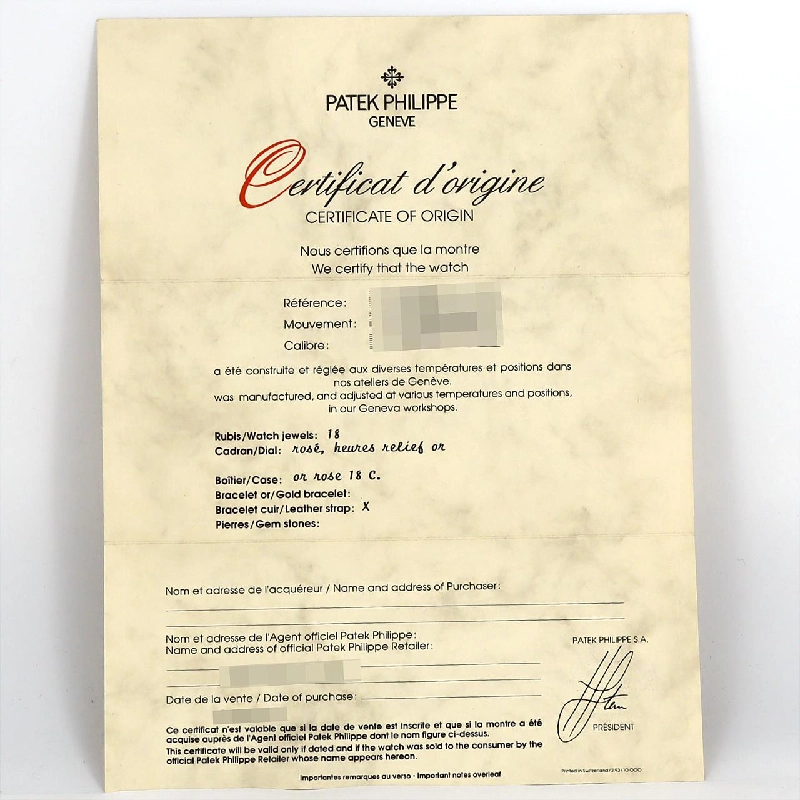 PATEK PHILIPPE
GENEVE
Certificat d'origine
CERTIFICATE OF ORIGIN
Nous certifions que la montre
We certify that the watch
Référence:
Mouvement:
Calibre:
a été construite et réglée aux diverses températures et positions dans
nos ateliers de Genève.
was manufactured, and adjusted at various temperatures and positions,
in our Geneva workshops.
Rubis/Watch jewels: 18
Cadran/Dial: rosé, heures relief or
Boîtier/Case: or rose 18 C.
Bracelet or/Gold bracelet:
Bracelet cuir/Leather strap: X
Pierres/Gem stones:
Nom et adresse de l'acquéreur / Name and address of Purchaser:
Nom et adresse de l'Agent officiel Patek Philippe:
Name and address of official Patek Philippe Retailer:
PATEK PHILIPPE S.A.
Date de la vente / Date of purchase:
PRÉSIDENT
Ce certificat n'est valable que si la date de vente est inscrite et que si la montre a été
acquise auprès de l'Agent officiel Patek Philippe dont le nom figure ci-dessus.
This certificate will be valid only if dated and if the watch was sold to the consumer by the
official Patek Philippe Retailer whose name appears hereon.
Importantes remarques au verso - Important notes overleaf
Printed in Switzerland